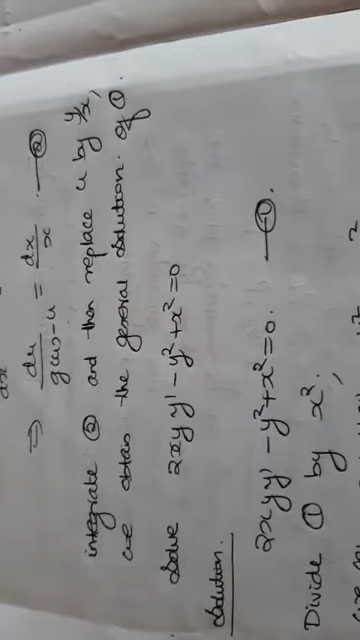 dx
⇒ du/(g(u)-u) = dx/x. —②
integrate ② and then replace u by y/x,
we obtain the general solution of ①.
Solve 2xyy' - y² + x² = 0
Solution.
2xyy' - y² + x² = 0. —①
Divide ① by x²,